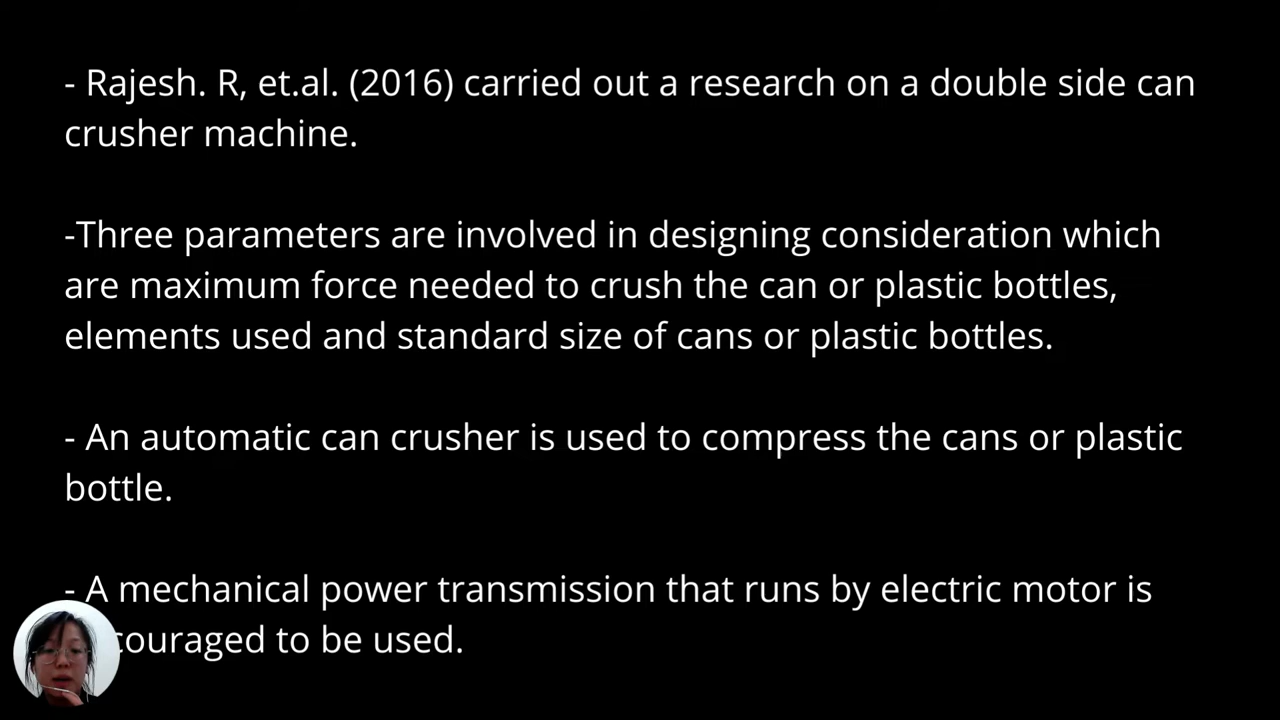 - Rajesh. R, et.al. (2016) carried out a research on a double side can
crusher machine.
-Three parameters are involved in designing consideration which
are maximum force needed to crush the can or plastic bottles,
elements used and standard size of cans or plastic bottles.
- An automatic can crusher is used to compress the cans or plastic
bottle.
- A mechanical power transmission that runs by electric motor is
to be used.